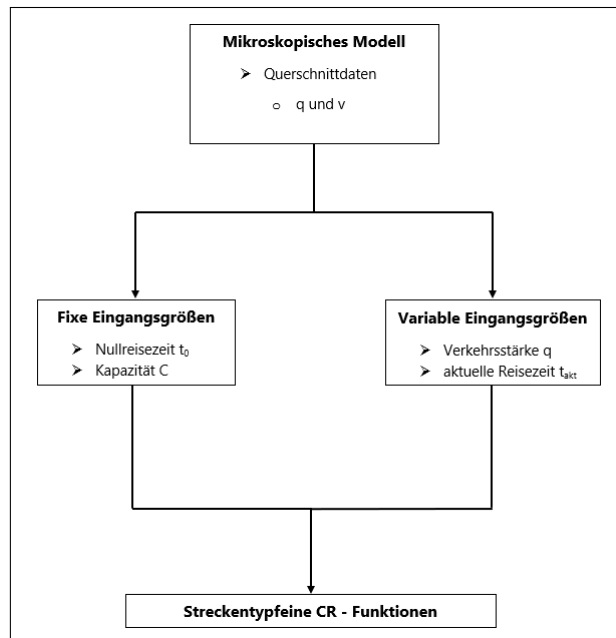 Mikroskopisches Modell
➤ Querschnittdaten
o q und v
Fixe Eingangsgrößen
➤ Nullreisezeit t₀
➤ Kapazität C
Variable Eingangsgrößen
➤ Verkehrsstärke q
➤ aktuelle Reisezeit tₐₖₜ
Streckentypfeine CR - Funktionen